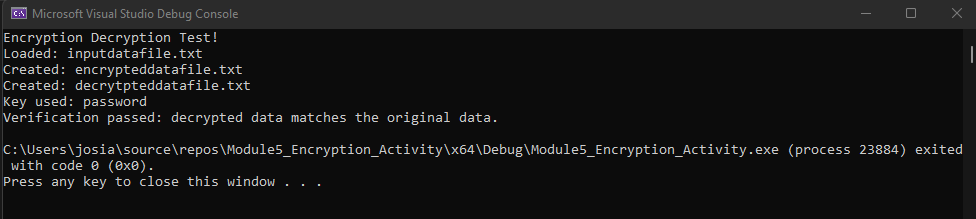 Microsoft Visual Studio Debug Console
Encryption Decryption Test!
Loaded: inputdatafile.txt
Created: encrypteddatafile.txt
Created: decrytpteddatafile.txt
Key used: password
Verification passed: decrypted data matches the original data.
C:\Users\josia\source\repos\Module5_Encryption_Activity\x64\Debug\Module5_Encryption_Activity.exe (process 23884) exited
with code 0 (0x0).
Press any key to close this window . . .